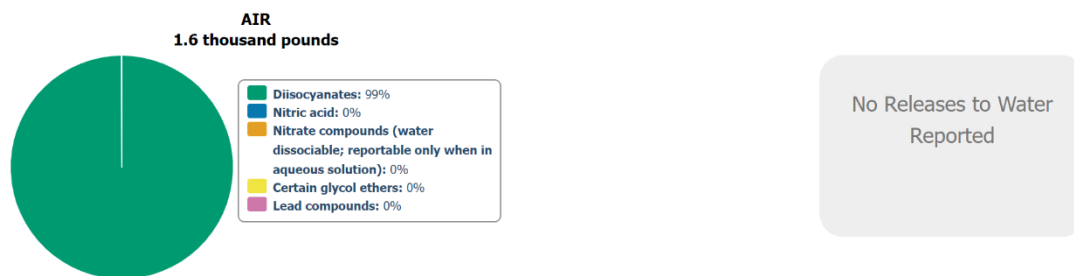 AIR
1.6 thousand pounds
Diisocyanates: 99%
Nitric acid: 0%
Nitrate compounds (water
dissociable; reportable only when in
aqueous solution): 0%
Certain glycol ethers: 0%
Lead compounds: 0%
No Releases to Water
Reported